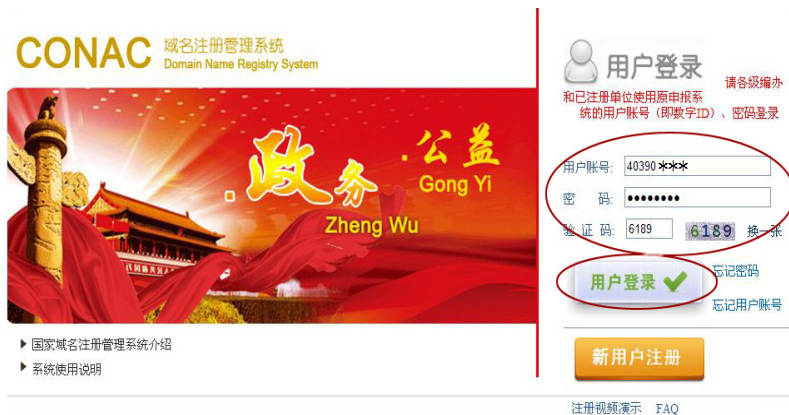 CONAC 域名注册管理系统
Domain Name Registry System
.政务
Zheng Wu
.公益
Gong Yi
国家域名注册管理系统介绍
系统使用说明
用户登录
请各级编办
和已注册单位使用原申报系
统的用户账号（即数字ID）、密码登录
用户账号: 40390***
密 码: ••••••••
验 证 码: 6189 6189 换一张
用户登录
忘记密码
忘记用户账号
新用户注册
注册视频演示 FAQ